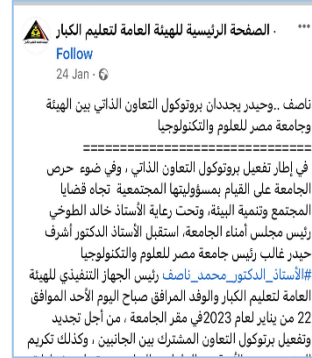 الصفحة الرئيسية للهيئة العامة لتعليم الكبار ·
Follow
24 Jan ·
ناصف ..وحيدر يجددان بروتوكول التعاون الذاتي بين الهيئة
وجامعة مصر للعلوم والتكنولوجيا
===============================
في إطار تفعيل بروتوكول التعاون الذاتي ، وفي ضوء حرص
الجامعة على القيام بمسؤوليتها المجتمعية تجاه قضايا
المجتمع وتنمية البيئة، وتحت رعاية الأستاذ خالد الطوخي
رئيس مجلس أمناء الجامعة، استقبل الأستاذ الدكتور أشرف
حيدر غالب رئيس جامعة مصر للعلوم والتكنولوجيا
#الأستاذ_الدكتور_محمد_ناصف رئيس الجهاز التنفيذي للهيئة
العامة لتعليم الكبار والوفد المرافق صباح اليوم الأحد الموافق
22 من يناير لعام 2023في مقر الجامعة ، من أجل تجديد
وتفعيل برتوكول التعاون المشترك بين الجانبين ، وكذلك تكريم